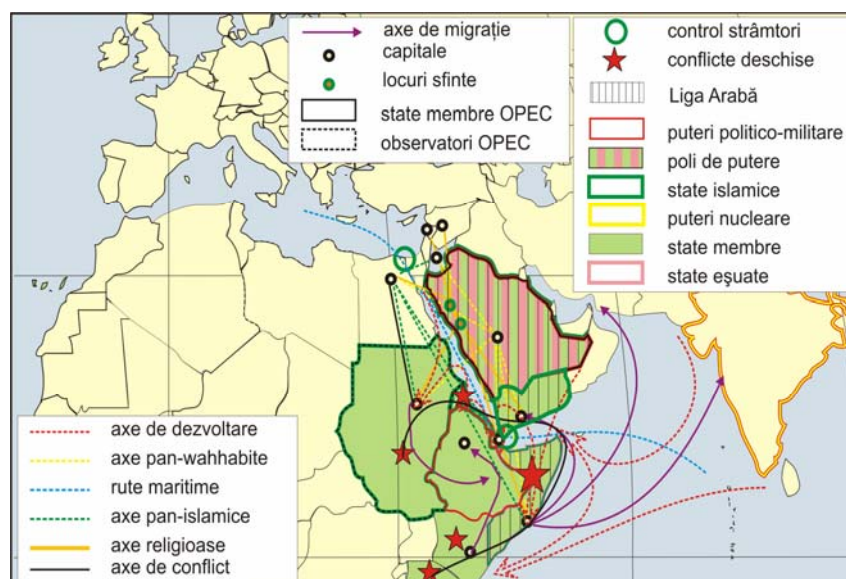 axe de migrație
capitale
locuri sfinte
state membre OPEC
observatori OPEC
control strâmtori
conflicte deschise
Liga Arabă
puteri politico-militare
poli de putere
state islamice
puteri nucleare
state membre
state eşuate
axe de dezvoltare
axe pan-wahhabite
rute maritime
axe pan-islamice
axe religioase
axe de conflict